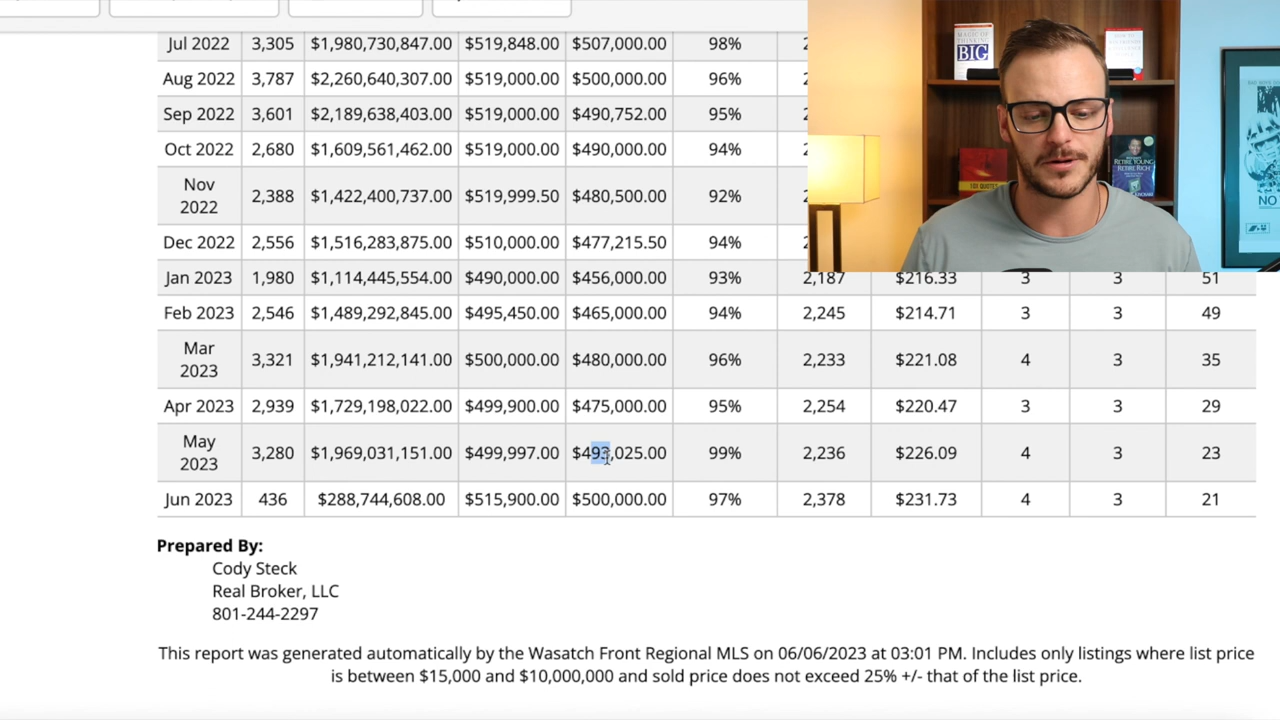 Jul 2022 3,305 $1,980,730,847.00 $519,848.00 $507,000.00 98%
Aug 2022 3,787 $2,260,640,307.00 $519,000.00 $500,000.00 96%
Sep 2022 3,601 $2,189,638,403.00 $519,000.00 $490,752.00 95%
Oct 2022 2,680 $1,609,561,462.00 $519,000.00 $490,000.00 94%
Nov 2022 2,388 $1,422,400,737.00 $519,999.50 $480,500.00 92%
Dec 2022 2,556 $1,516,283,875.00 $510,000.00 $477,215.50 94%
Jan 2023 1,980 $1,114,445,554.00 $490,000.00 $456,000.00 93% 2,187 $216.33 3 3 51
Feb 2023 2,546 $1,489,292,845.00 $495,450.00 $465,000.00 94% 2,245 $214.71 3 3 49
Mar 2023 3,321 $1,941,212,141.00 $500,000.00 $480,000.00 96% 2,233 $221.08 4 3 35
Apr 2023 2,939 $1,729,198,022.00 $499,900.00 $475,000.00 95% 2,254 $220.47 3 3 29
May 2023 3,280 $1,969,031,151.00 $499,997.00 $493,025.00 99% 2,236 $226.09 4 3 23
Jun 2023 436 $288,744,608.00 $515,900.00 $500,000.00 97% 2,378 $231.73 4 3 21
Prepared By:
Cody Steck
Real Broker, LLC
801-244-2297
This report was generated automatically by the Wasatch Front Regional MLS on 06/06/2023 at 03:01 PM. Includes only listings where list price
is between $15,000 and $10,000,000 and sold price does not exceed 25% +/- that of the list price.
MAGIC OF
THINKING
BIG
RETIRE YOUNG
RETIRE RICH
NO